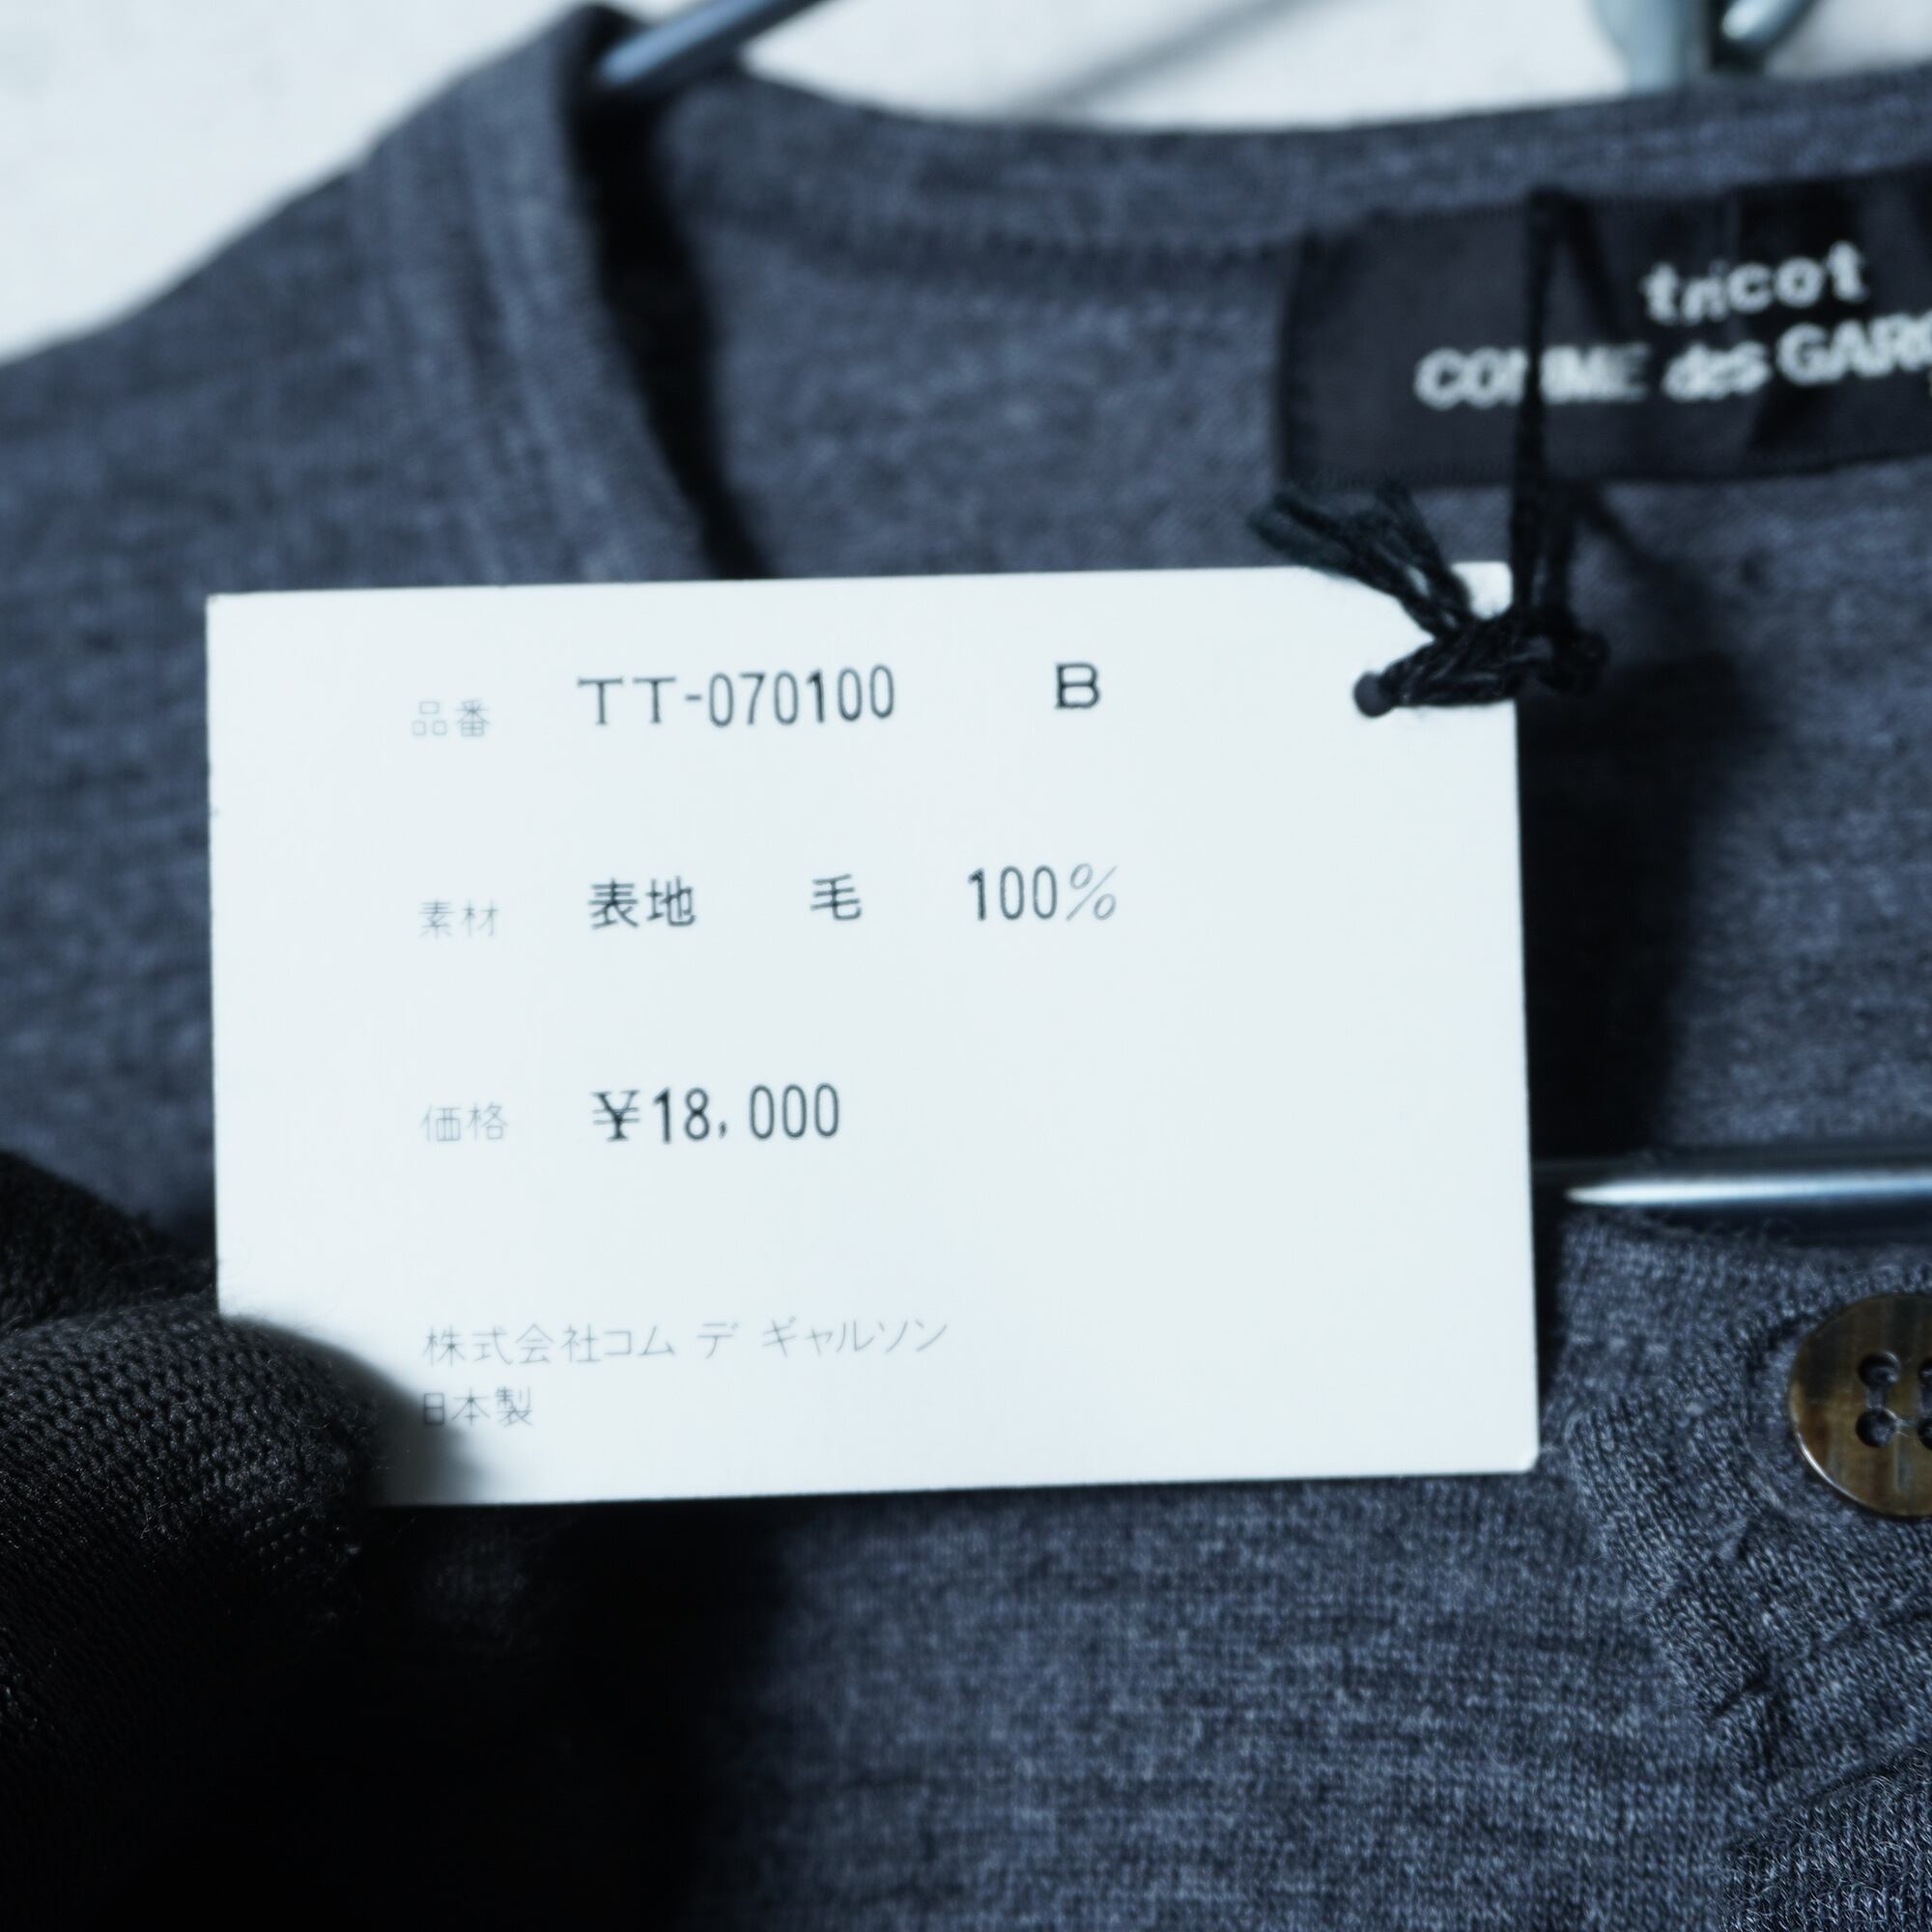 tricot
COMME des GARÇ
品番 TT-070100 B
素材 表地 毛 100%
価格 ¥18,000
株式会社コム デ ギャルソン
日本製